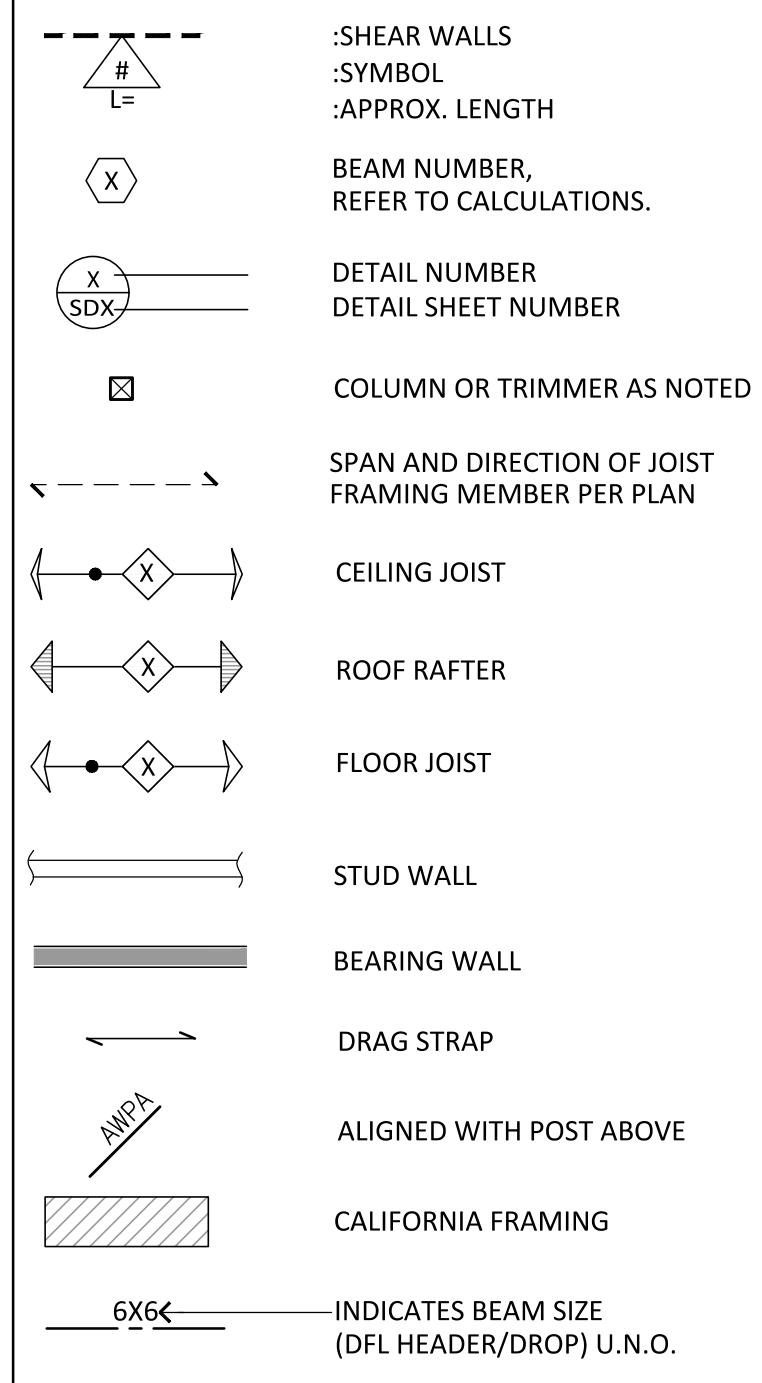 :SHEAR WALLS
#
:SYMBOL
L=
:APPROX. LENGTH
X
BEAM NUMBER,
REFER TO CALCULATIONS.
X
DETAIL NUMBER
SDX
DETAIL SHEET NUMBER
COLUMN OR TRIMMER AS NOTED
SPAN AND DIRECTION OF JOIST
FRAMING MEMBER PER PLAN
X
CEILING JOIST
X
ROOF RAFTER
X
FLOOR JOIST
STUD WALL
BEARING WALL
DRAG STRAP
AWPA
ALIGNED WITH POST ABOVE
CALIFORNIA FRAMING
6X6
INDICATES BEAM SIZE
(DFL HEADER/DROP) U.N.O.